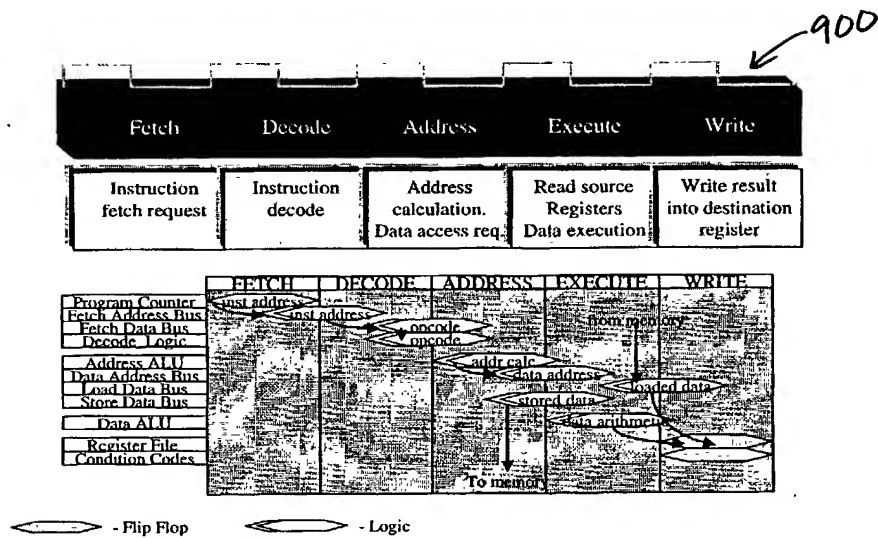 900
Fetch Decode Address Execute Write
Instruction fetch request
Instruction decode
Address calculation. Data access req.
Read source Registers Data execution
Write result into destination register
FETCH DECODE ADDRESS EXECUTE WRITE
Program Counter inst address
Fetch Address Bus inst address
Fetch Data Bus opcode from memory
Decode Logic opcode
Address ALU addr calc
Data Address Bus data address
Load Data Bus loaded data
Store Data Bus stored data
Data ALU data arithmetic
Register File
Condition Codes
To memory
- Flip Flop - Logic